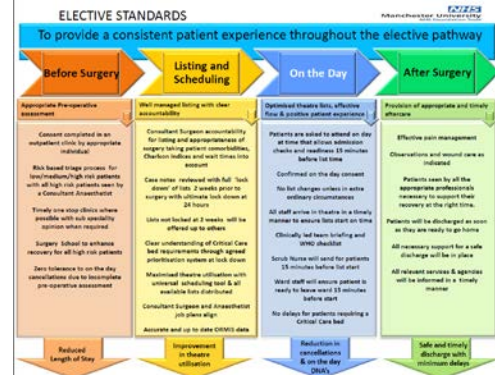 ELECTIVE STANDARDS
NHS
Manchester University
To provide a consistent patient experience throughout the elective pathway
Before Surgery
Appropriate Pre-operative
assessment
Consent completed in an
outpatient clinic by appropriate
individual
Risk based triage process for
low/medium/high risk patients
with all high risk patients seen by
a Consultant Anaesthetist
Timely one stop clinics where
possible with sub speciality
opinion when required
Surgery School to enhance
recovery for all high risk patients
Zero tolerance to on the day
cancellations due to incomplete
pre-operative assessment
Reduced
Length of Stay
Listing and
Scheduling
Well managed listing with clear
accountability
Consultant Surgeon accountability
for listing and appropriateness of
surgery taking patient comorbidities,
Charlson indices and wait times into
account
Case notes reviewed with full 'lock
down' of lists 2 weeks prior to
surgery with ultimate lock down at
24 hours
Lists not locked at 2 weeks will be
offered up to others
Clear understanding of Critical Care
bed requirements through agreed
prioritisation system at lock down
Maximised theatre utilisation with
universal scheduling tool & all
available lists distributed
Consultant Surgeon and Anaesthetist
job plans align
Accurate and up to date ORMIS data
Improvement
in theatre
utilisation
On the Day
Optimised theatre lists, effective
flow & positive patient experience
Patients are asked to attend on day
at time that allows admission
checks and readiness 15 minutes
before list time
Confirmed on the day consent
No list changes unless in extra
ordinary circumstances
All staff arrive in theatre in a timely
manner to ensure lists start on time
Clinically led team briefing and
WHO checklist
Scrub Nurse will send for patients
15 minutes before list start
Ward staff will ensure patient is
ready to leave ward 15 minutes
before start
No delays for patients requiring a
Critical Care bed
Reduction in
cancellations
& on the day
DNA's
After Surgery
Provision of appropriate and timely
aftercare
Effective pain management
Observations and wound care as
indicated
Patients seen by all the
appropriate professionals
necessary to support their
recovery at the right time.
Patients will be discharged as soon
as they are ready to go home
All necessary support for a safe
discharge will be in place
All relevant services & agencies
will be informed in a timely
manner
Safe and timely
discharge with
minimum delays